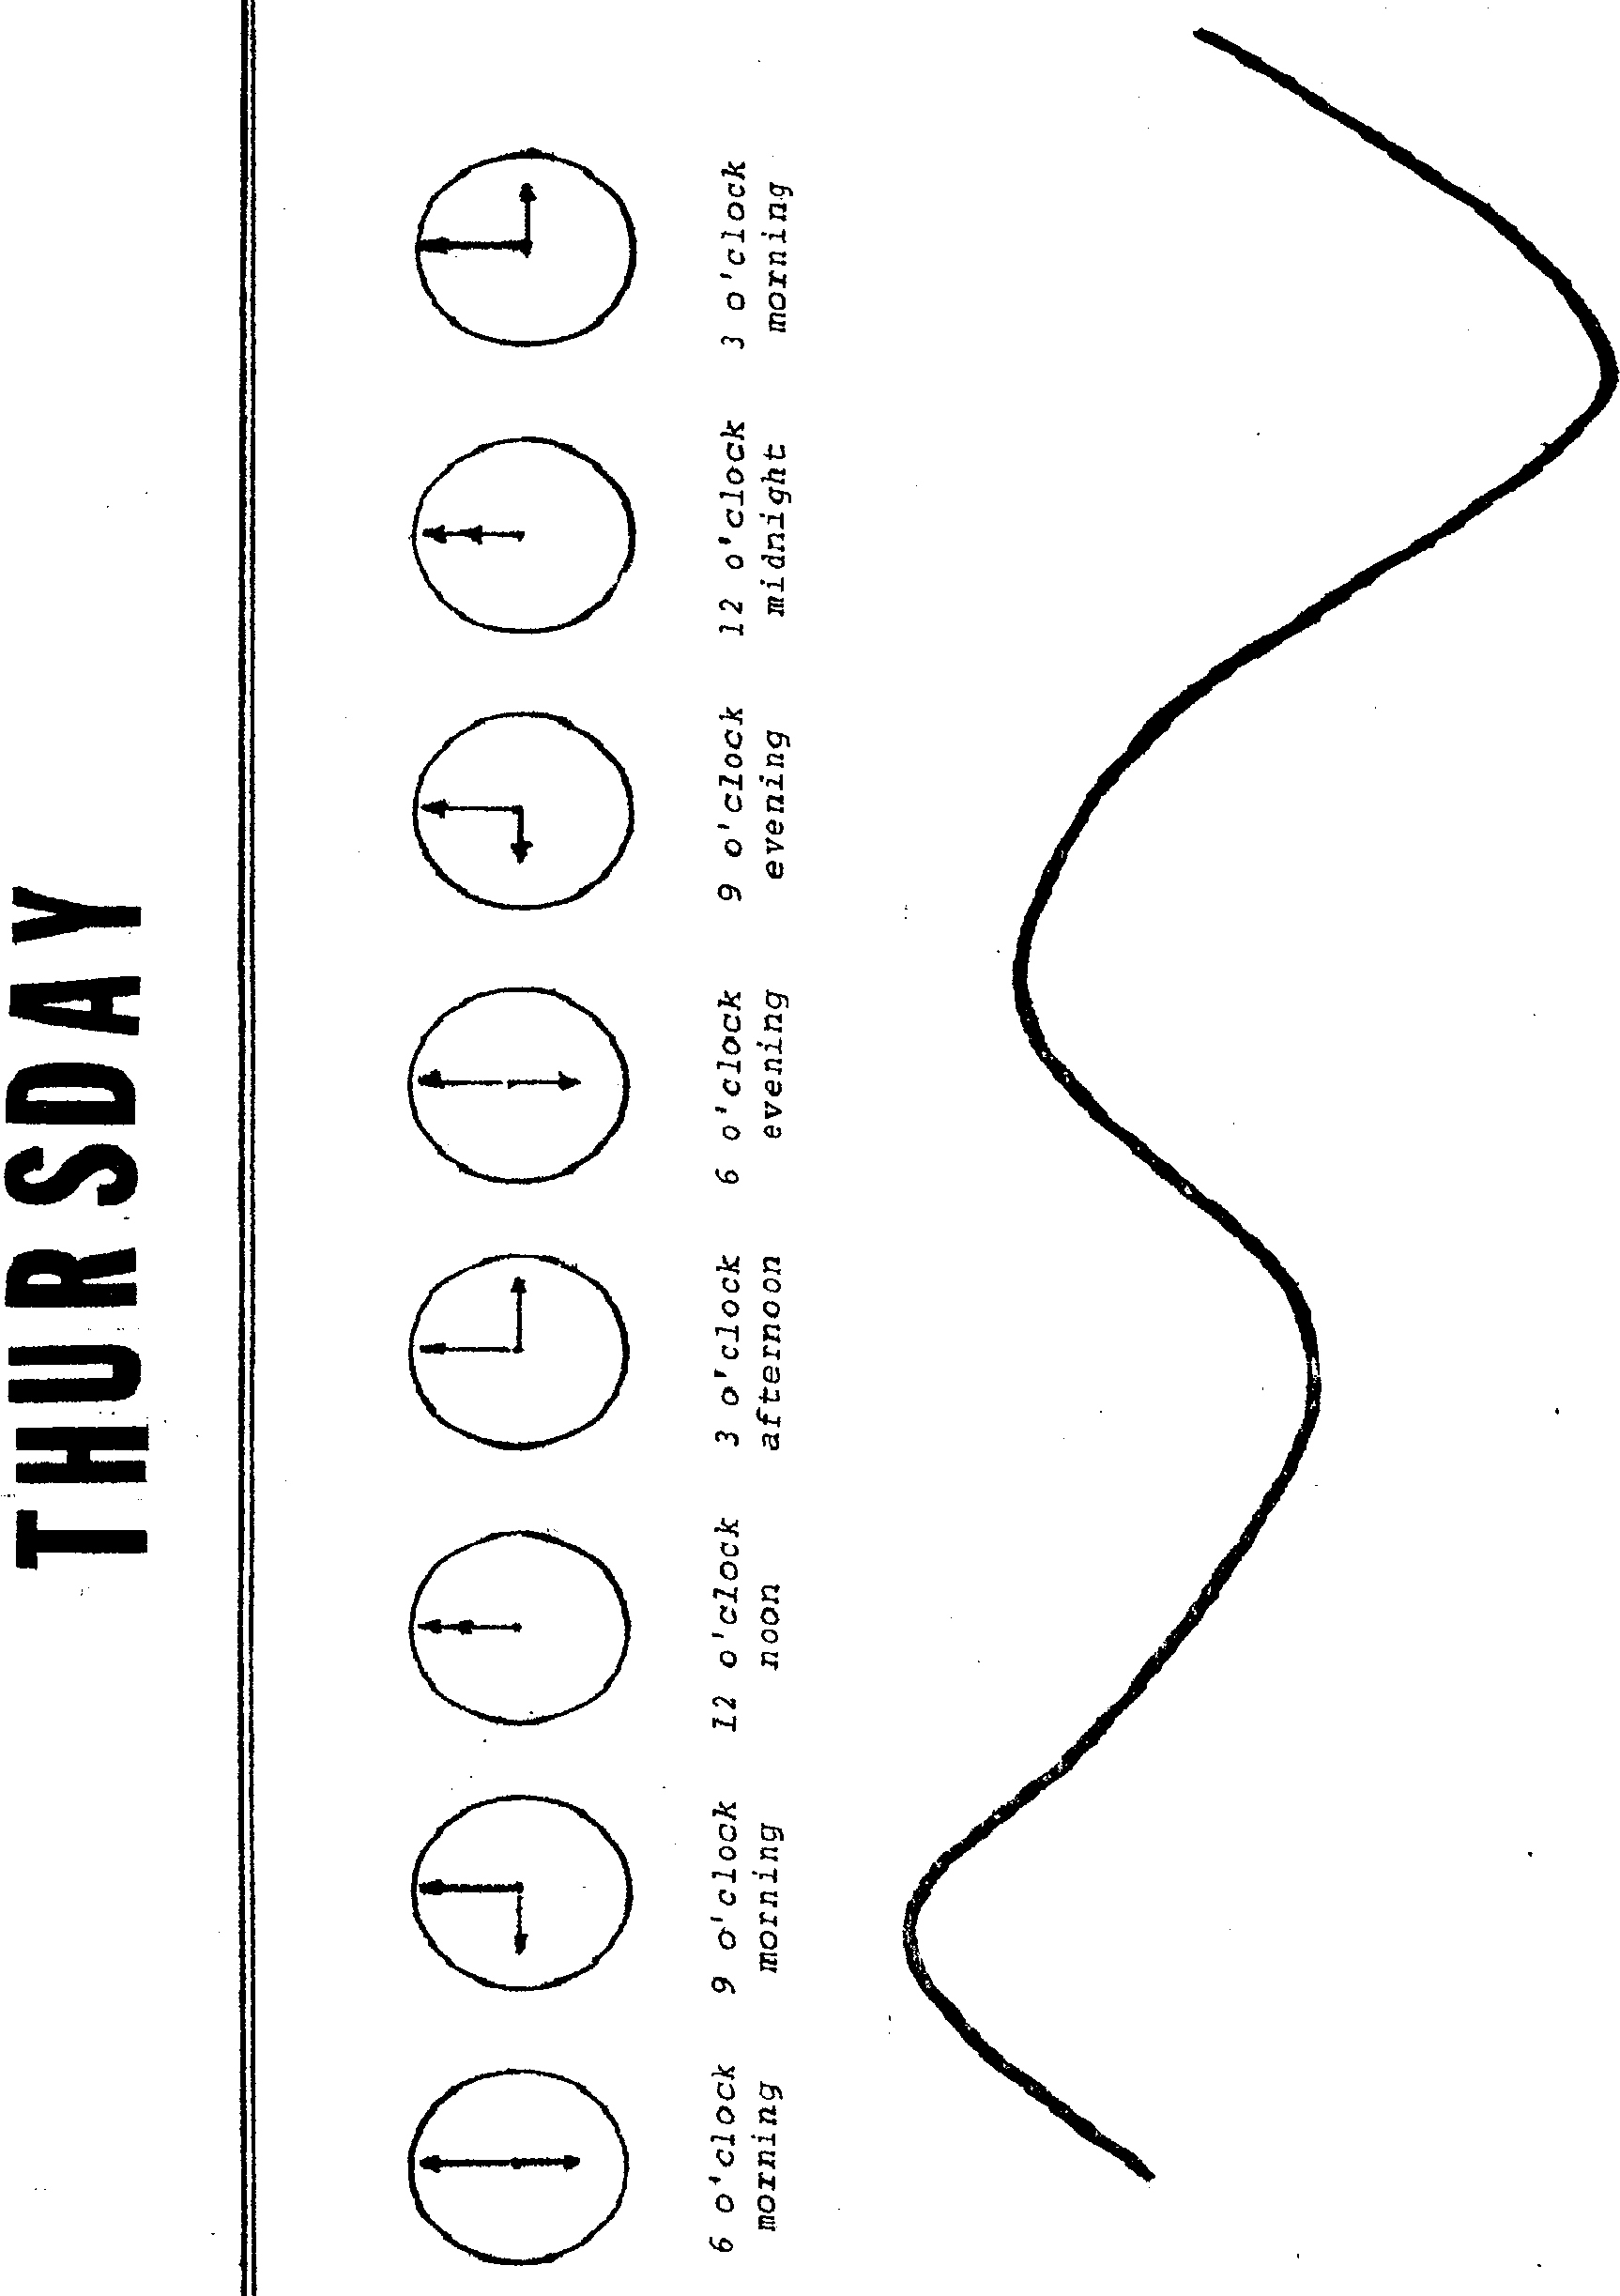 THURSDAY
6 o'clock
morning
9 o'clock
morning
12 o'clock
noon
3 o'clock
afternoon
6 o'clock
evening
9 o'clock
evening
12 o'clock
midnight
3 o'clock
morning